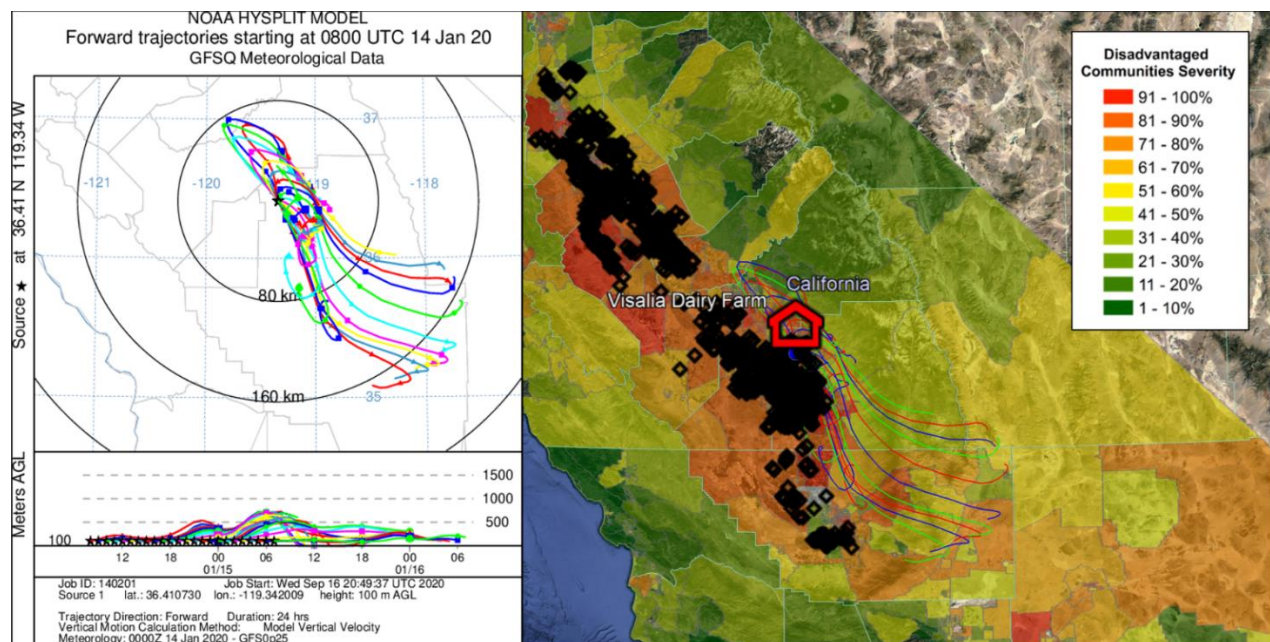 NOAA HYSPLIT MODEL
Forward trajectories starting at 0800 UTC 14 Jan 20
GFSQ Meteorological Data
Source ★ at 36.41 N 119.34 W
-121
-120
-119
-118
37
36
35
80 km
160 km
Meters AGL
1500
1000
500
100
12 18 00 06 12 18 00 06
01/15 01/16
Job ID: 140201 Job Start: Wed Sep 16 20:49:37 UTC 2020
Source 1 lat.: 36.410730 lon.: -119.342009 height: 100 m AGL
Trajectory Direction: Forward Duration: 24 hrs
Vertical Motion Calculation Method: Model Vertical Velocity
Meteorology: 0000Z 14 Jan 2020 - GFS0p25
California
Visalia Dairy Farm
Disadvantaged
Communities Severity
91 - 100%
81 - 90%
71 - 80%
61 - 70%
51 - 60%
41 - 50%
31 - 40%
21 - 30%
11 - 20%
1 - 10%